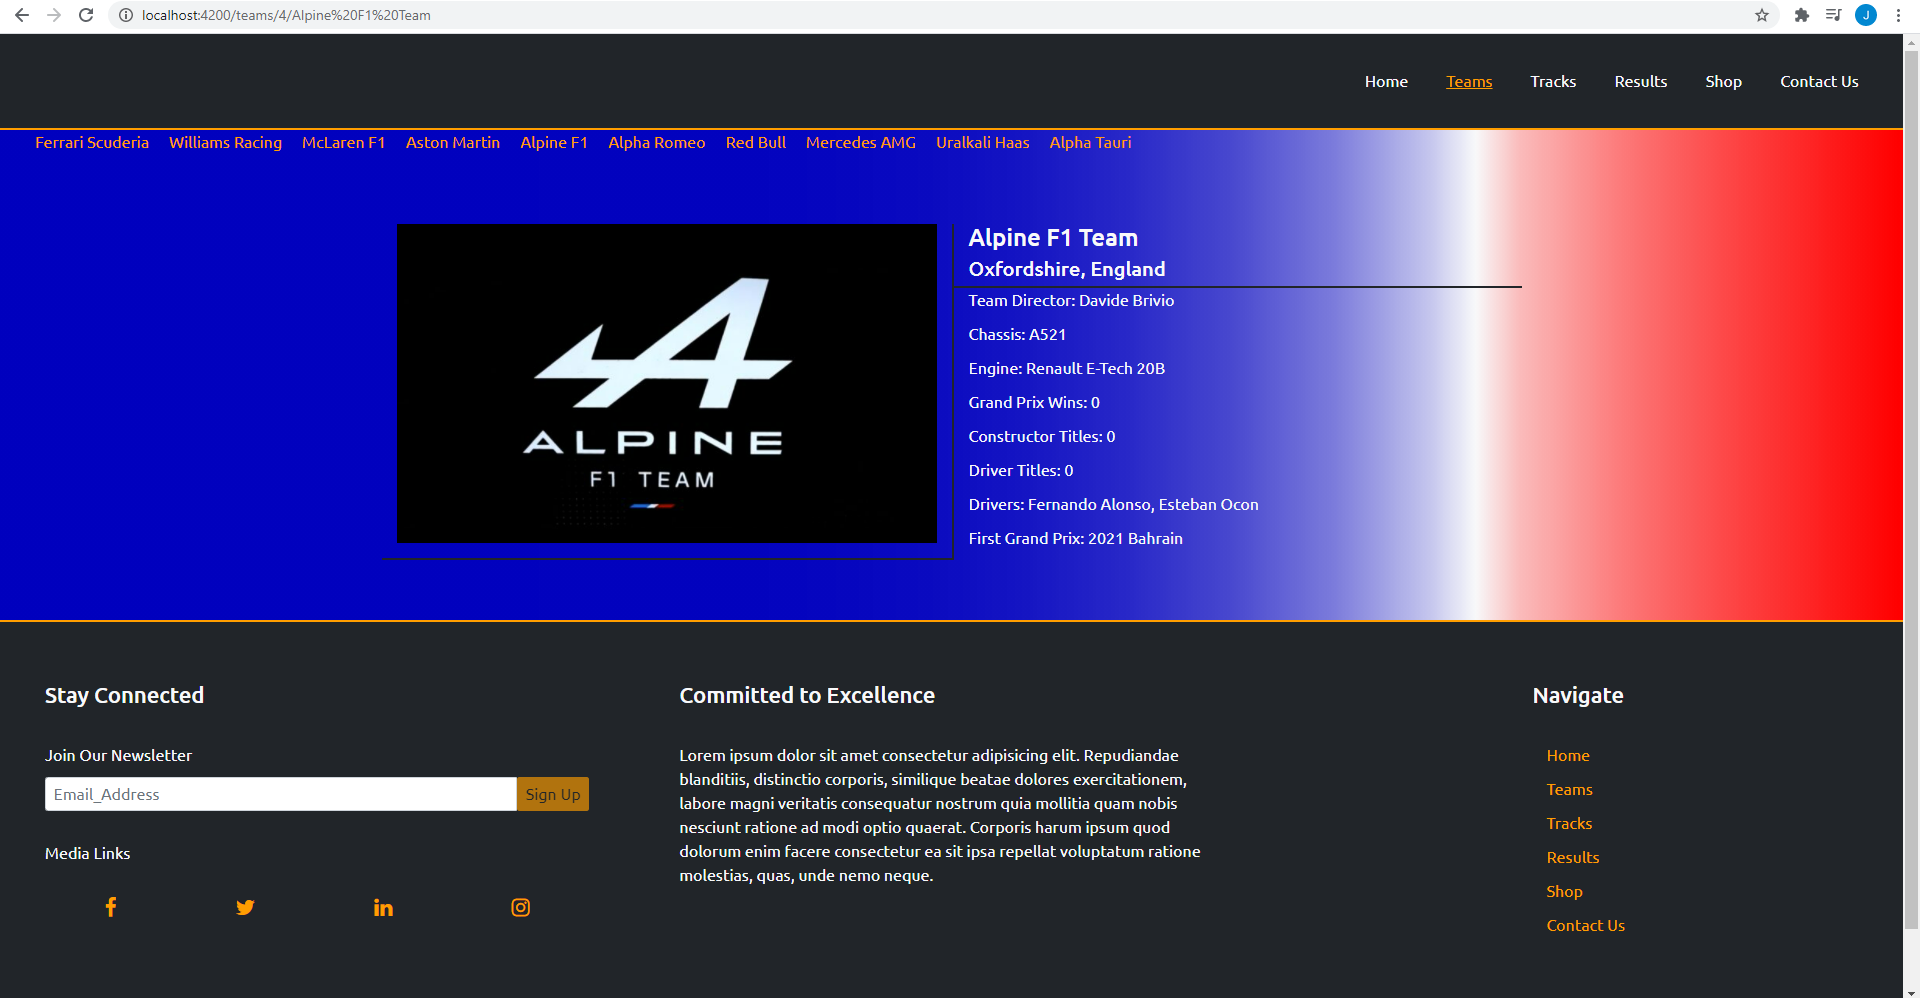 localhost:4200/teams/4/Alpine%20F1%20Team
J
Home Teams Tracks Results Shop Contact Us
Ferrari Scuderia Williams Racing McLaren F1 Aston Martin Alpine F1 Alpha Romeo Red Bull Mercedes AMG Uralkali Haas Alpha Tauri
ALPINE
F1 TEAM
Alpine F1 Team
Oxfordshire, England
Team Director: Davide Brivio
Chassis: A521
Engine: Renault E-Tech 20B
Grand Prix Wins: 0
Constructor Titles: 0
Driver Titles: 0
Drivers: Fernando Alonso, Esteban Ocon
First Grand Prix: 2021 Bahrain
Stay Connected
Join Our Newsletter
Email_Address
Sign Up
Media Links
Committed to Excellence
Lorem ipsum dolor sit amet consectetur adipisicing elit. Repudiandae
blanditiis, distinctio corporis, similique beatae dolores exercitationem,
labore magni veritatis consequatur nostrum quia mollitia quam nobis
nesciunt ratione ad modi optio quaerat. Corporis harum ipsum quod
dolorum enim facere consectetur ea sit ipsa repellat voluptatum ratione
molestias, quas, unde nemo neque.
Navigate
Home
Teams
Tracks
Results
Shop
Contact Us